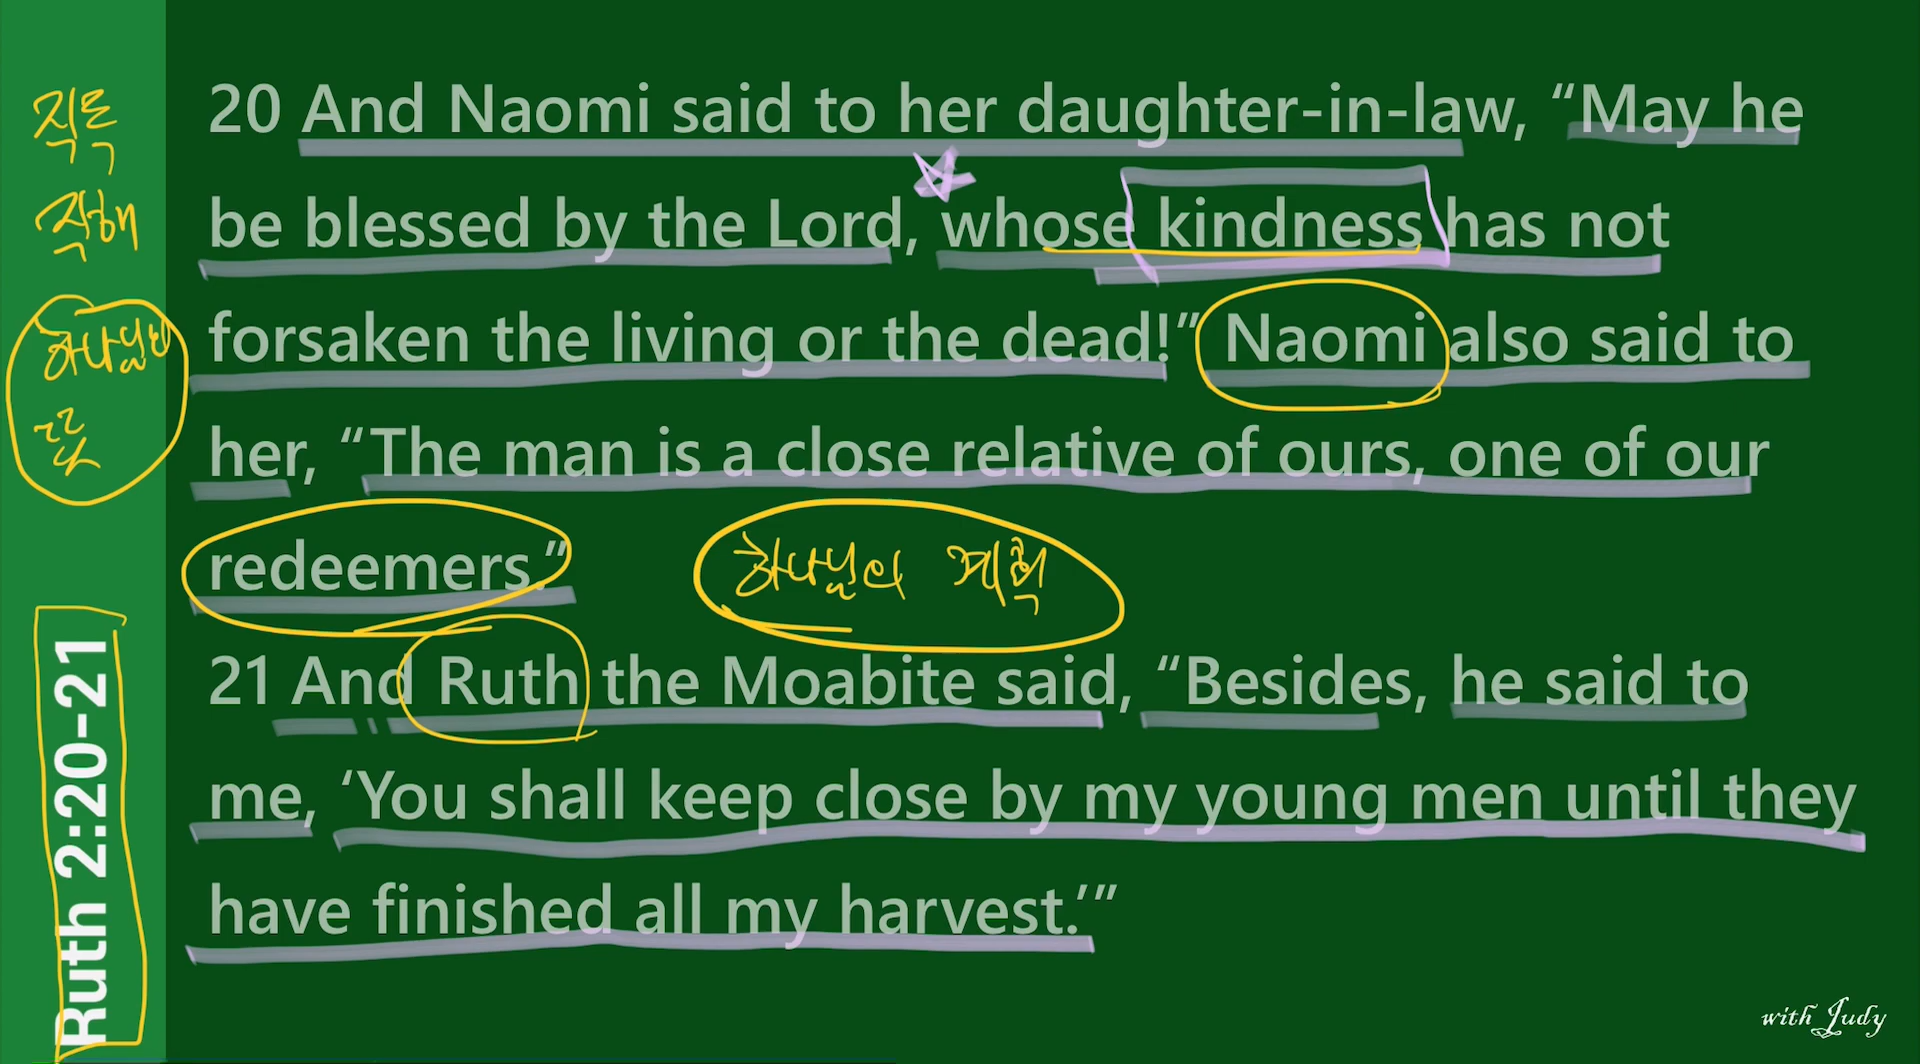 직독
직해
하나님의
뜻
Ruth 2:20-21
20 And Naomi said to her daughter-in-law, “May he
be blessed by the Lord, whose kindness has not
forsaken the living or the dead!” Naomi also said to
her, “The man is a close relative of ours, one of our
redeemers.”
하나님의 계획
21 And Ruth the Moabite said, “Besides, he said to
me, ‘You shall keep close by my young men until they
have finished all my harvest.’”
with Judy